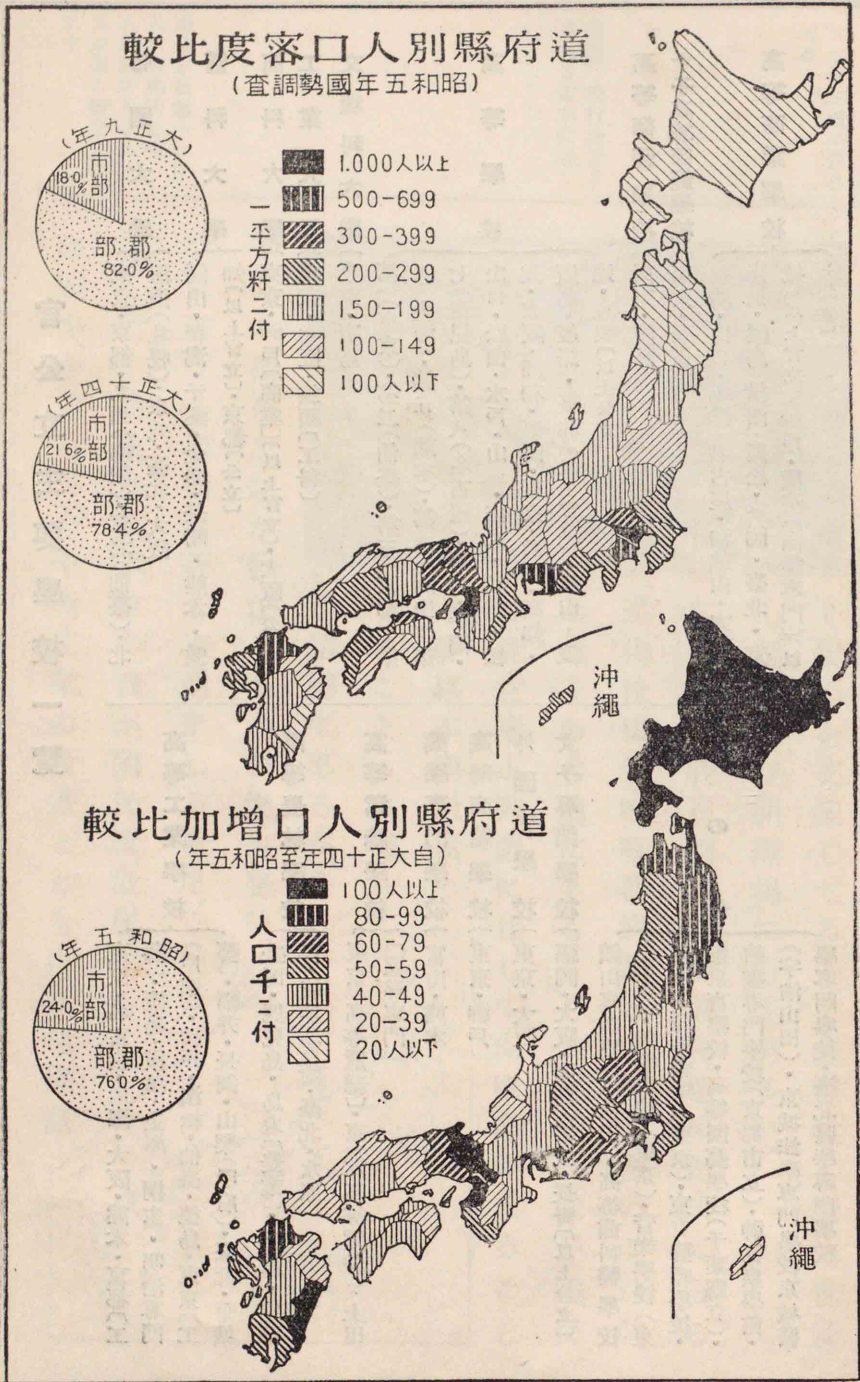 道府縣別人口密度比較
(昭和五年國勢調査)
(大正九年)
市部
18.0%
郡部
82.0%
(大正十四年)
市部
21.6%
郡部
78.4%
一平方粁ニ付
1.000人以上
500-699
300-399
200-299
150-199
100-149
100人以下
沖繩
道府縣別人口增加比較
(自大正十四年至昭和五年)
(昭和五年)
市部
24.0%
郡部
76.0%
人口千ニ付
100人以上
80-99
60-79
50-59
40-49
20-39
20人以下
沖繩